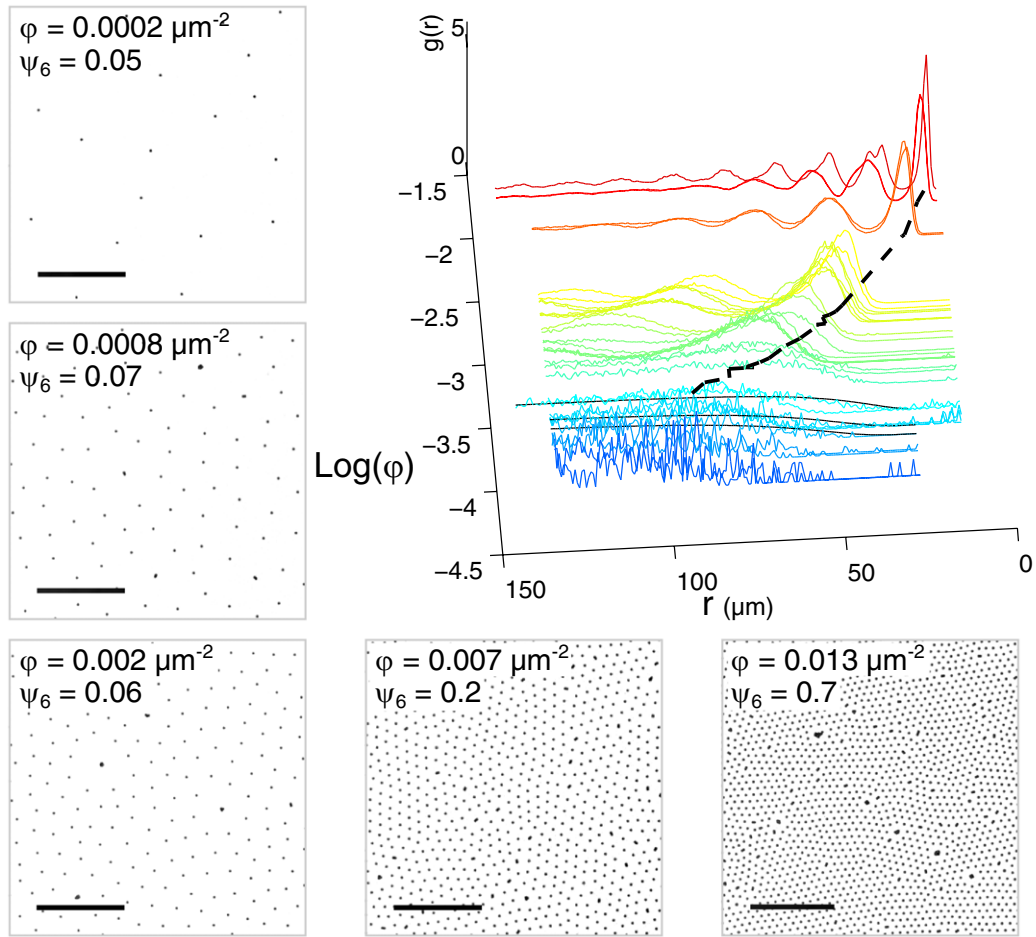 φ = 0.0002 μm⁻²
ψ₆ = 0.05
φ = 0.0008 μm⁻²
ψ₆ = 0.07
φ = 0.002 μm⁻²
ψ₆ = 0.06
φ = 0.007 μm⁻²
ψ₆ = 0.2
φ = 0.013 μm⁻²
ψ₆ = 0.7
g(r)
5
0
−1.5
−2
−2.5
−3
−3.5
−4
−4.5
Log(φ)
150
100
50
0
r (μm)